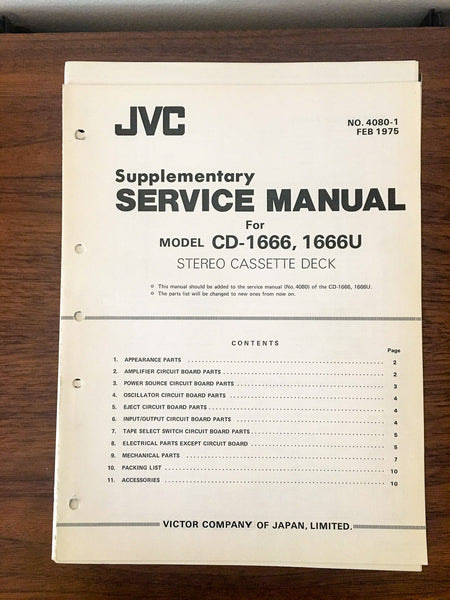 JVC
NO. 4080-1
FEB 1975
Supplementary
SERVICE MANUAL
For
MODEL CD-1666, 1666U
STEREO CASSETTE DECK
o This manual should be added to the service manual (No. 4080) of the CD-1666, 1666U.
o The parts list will be changed to new ones from now on.
CONTENTS
Page
1. APPEARANCE PARTS 2
2. AMPLIFIER CIRCUIT BOARD PARTS 2
3. POWER SOURCE CIRCUIT BOARD PARTS 3
4. OSCILLATOR CIRCUIT BOARD PARTS 4
5. EJECT CIRCUIT BOARD PARTS 4
6. INPUT/OUTPUT CIRCUIT BOARD PARTS 4
7. TAPE SELECT SWITCH CIRCUIT BOARD PARTS 5
8. ELECTRICAL PARTS EXCEPT CIRCUIT BOARD 5
9. MECHANICAL PARTS 7
10. PACKING LIST 10
11. ACCESSORIES 10
VICTOR COMPANY OF JAPAN, LIMITED.